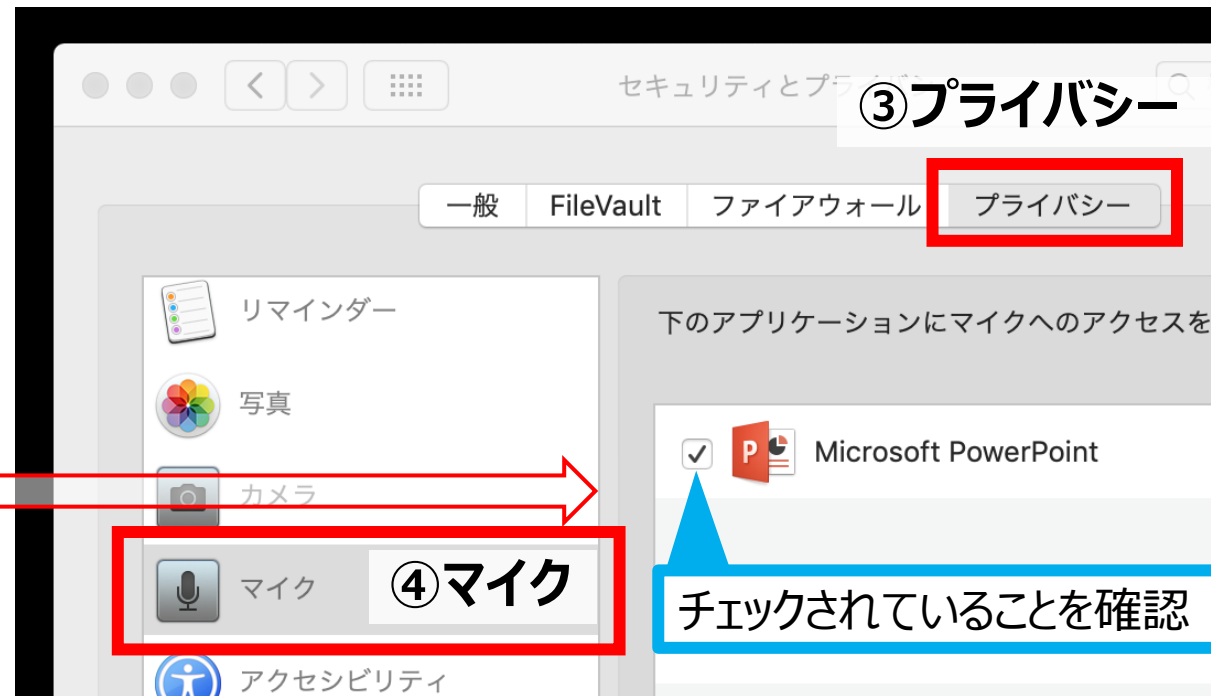 セキュリティとプ
③プライバシー
一般 FileVault ファイアウォール プライバシー
リマインダー
写真
カメラ
マイク
④マイク
アクセシビリティ
下のアプリケーションにマイクへのアクセスを
Microsoft PowerPoint
チェックされていることを確認